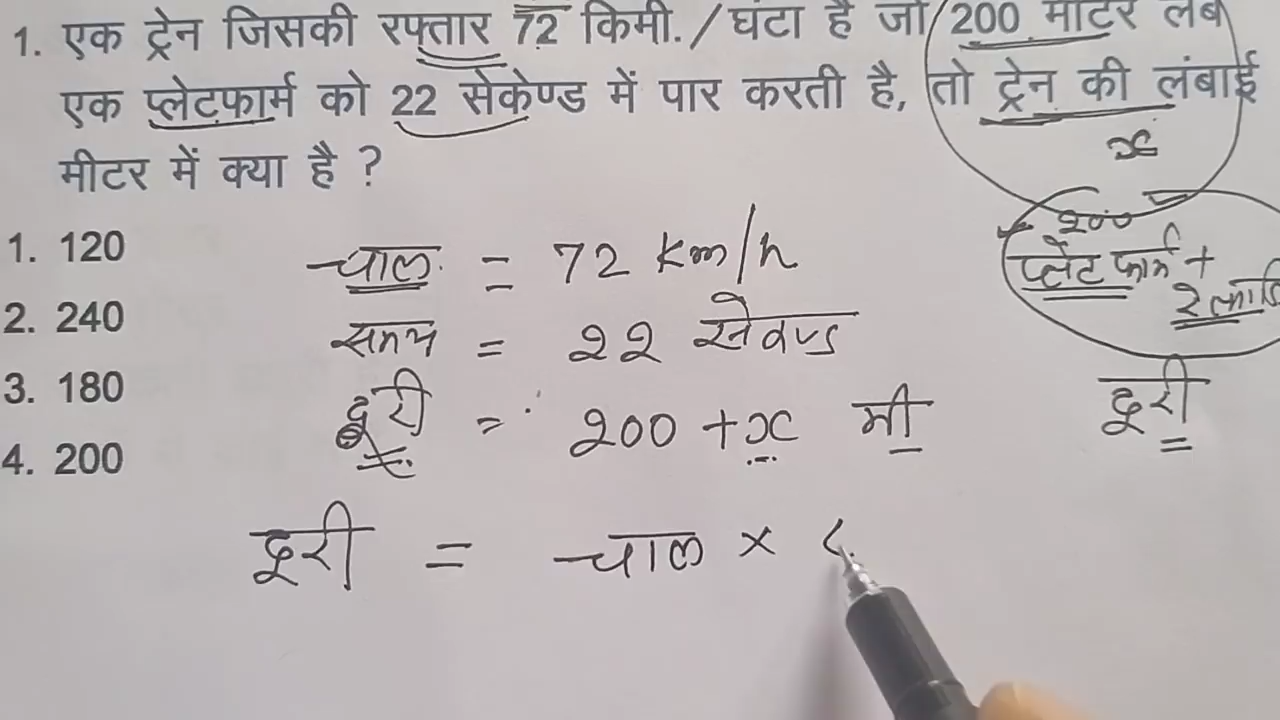 1. एक ट्रेन जिसकी रफ्तार 72 किमी./घंटा है जो 200 मीटर लंब
एक प्लेटफार्म को 22 सेकेण्ड में पार करती है, तो ट्रेन की लंबाई
मीटर में क्या है ?
x
1. 120
2. 240
3. 180
4. 200
चाल = 72 km/h
समय = 22 सेकण्ड
दूरी = 200 + x मी
200
प्लेटफार्म +
दूरी
दूरी = चाल ×